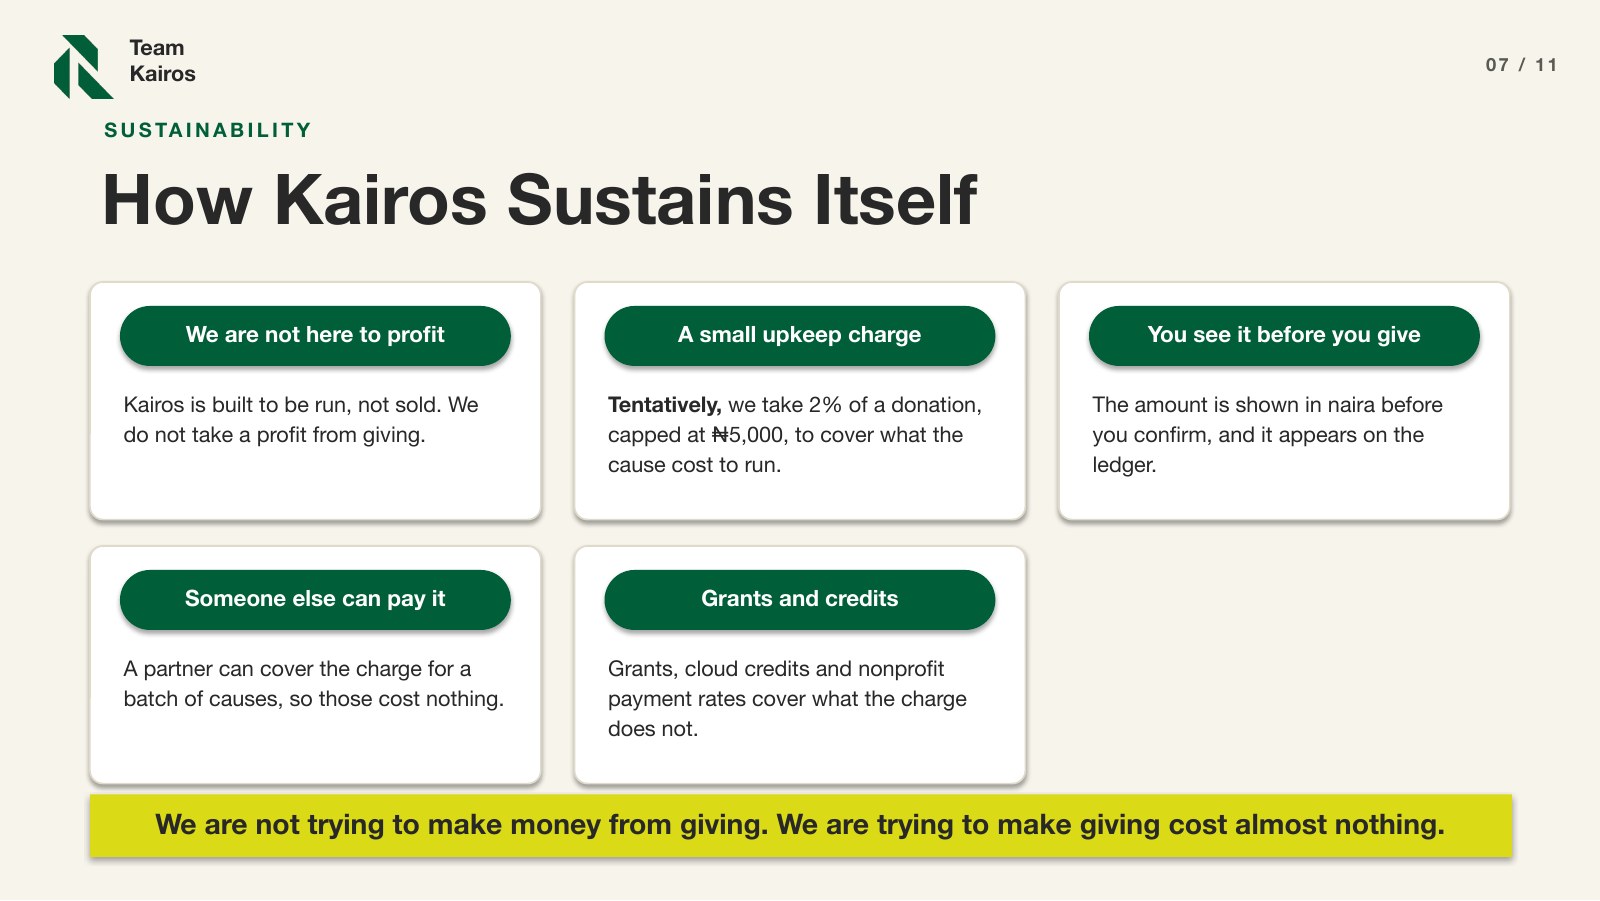 Team
Kairos
07 / 11
SUSTAINABILITY
How Kairos Sustains Itself
We are not here to profit
Kairos is built to be run, not sold. We
do not take a profit from giving.
A small upkeep charge
Tentatively, we take 2% of a donation,
capped at ₦5,000, to cover what the
cause cost to run.
You see it before you give
The amount is shown in naira before
you confirm, and it appears on the
ledger.
Someone else can pay it
A partner can cover the charge for a
batch of causes, so those cost nothing.
Grants and credits
Grants, cloud credits and nonprofit
payment rates cover what the charge
does not.
We are not trying to make money from giving. We are trying to make giving cost almost nothing.